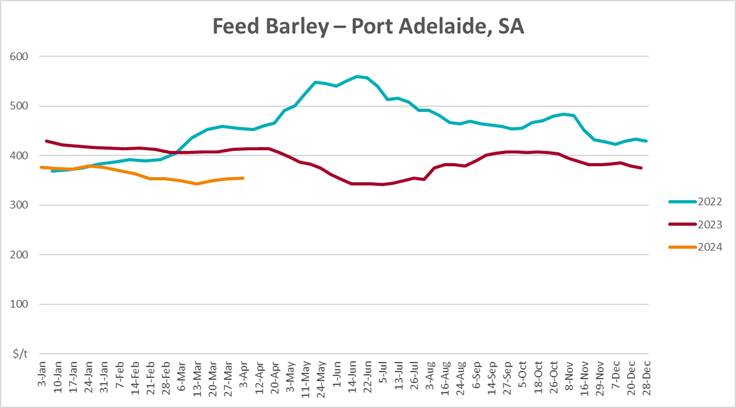 Feed Barley – Port Adelaide, SA
600
500
400
300
200
100
$/t
2022
2023
2024
3-Jan
10-Jan
17-Jan
24-Jan
31-Jan
7-Feb
14-Feb
21-Feb
28-Feb
6-Mar
13-Mar
20-Mar
27-Mar
3-Apr
12-Apr
20-Apr
3-May
11-May
24-May
1-Jun
14-Jun
22-Jun
5-Jul
13-Jul
26-Jul
3-Aug
16-Aug
24-Aug
6-Sep
14-Sep
27-Sep
5-Oct
18-Oct
26-Oct
8-Nov
16-Nov
29-Nov
7-Dec
20-Dec
28-Dec